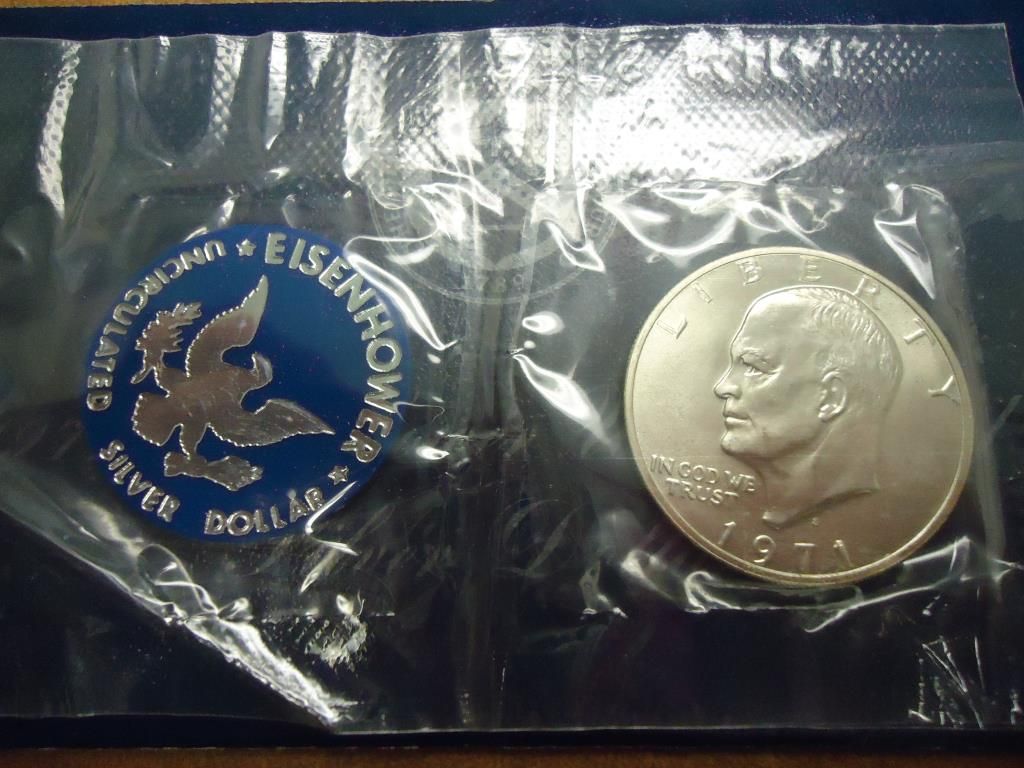 EISENHOWER
UNCIRCULATED
SILVER DOLLAR
LIBERTY
IN GOD WE
TRUST
S
1971